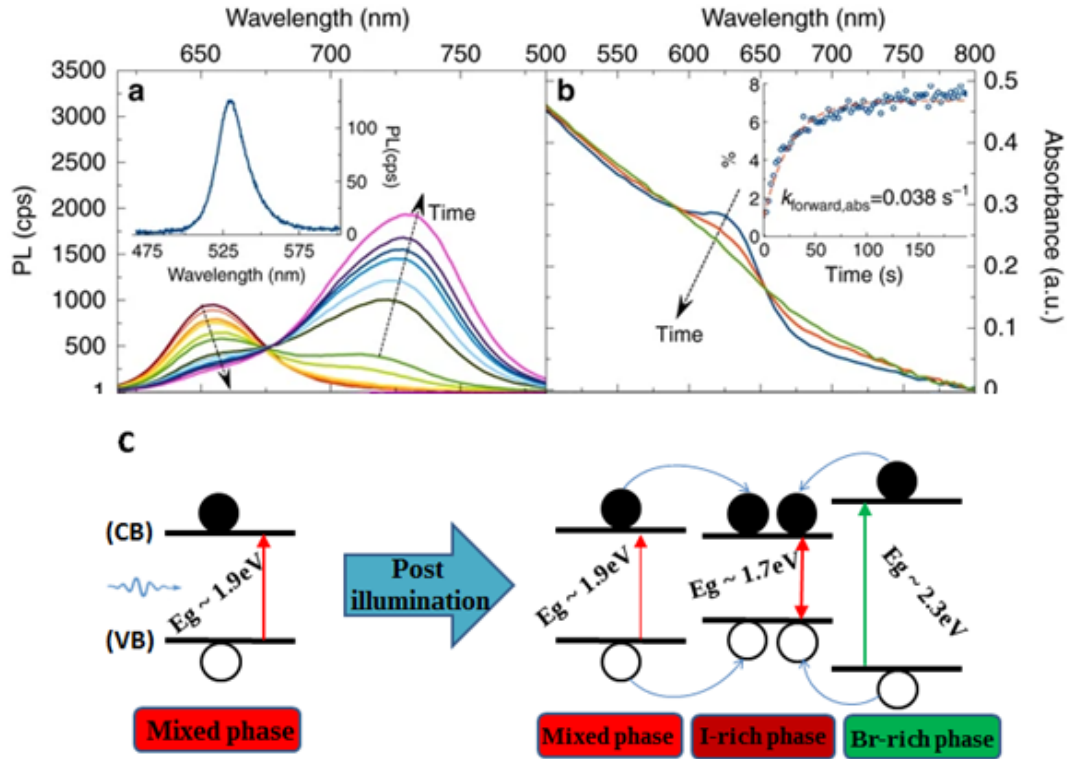 Wavelength (nm)
Wavelength (nm)
650
700
750
500
550
600
650
700
750
800
3500
3000
2500
2000
1500
1000
500
1
PL (cps)
a
PL(cps)
100
50
0
475
525
575
Wavelength (nm)
Time
b
8
6
4
2
0
%
k forward,abs =0.038 s⁻¹
0
50
100
150
Time (s)
Time
0.5
0.4
0.3
0.2
0.1
0
Absorbance (a.u.)
c
(CB)
(VB)
Eg ~ 1.9eV
Post
illumination
Eg ~ 1.9eV
Eg ~ 1.7eV
Eg ~ 2.3eV
Mixed phase
Mixed phase
I-rich phase
Br-rich phase